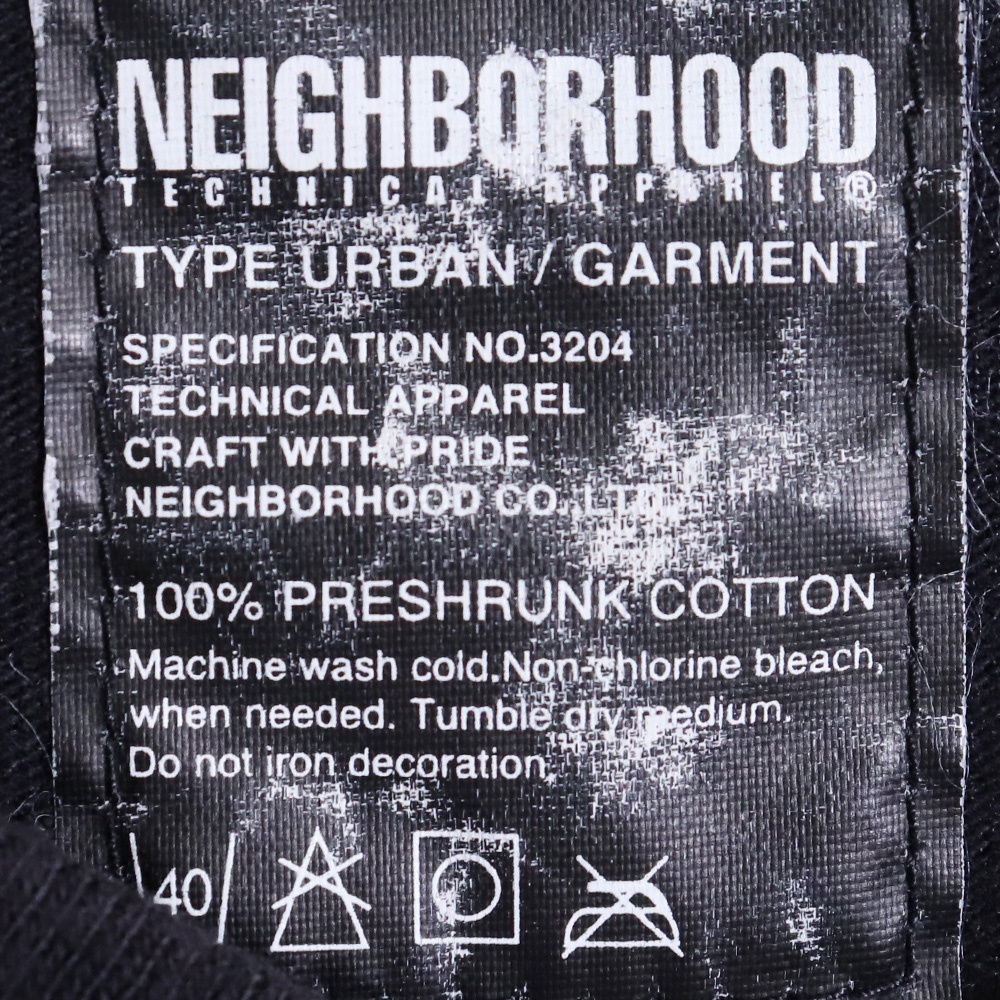 NEIGHBORHOOD
TECHNICAL APPAREL®
TYPE URBAN / GARMENT
SPECIFICATION NO.3204
TECHNICAL APPAREL
CRAFT WITH PRIDE
NEIGHBORHOOD CO.,LTD.
100% PRESHRUNK COTTON
Machine wash cold.Non-chlorine bleach,
when needed. Tumble dry medium.
Do not iron decoration.
40